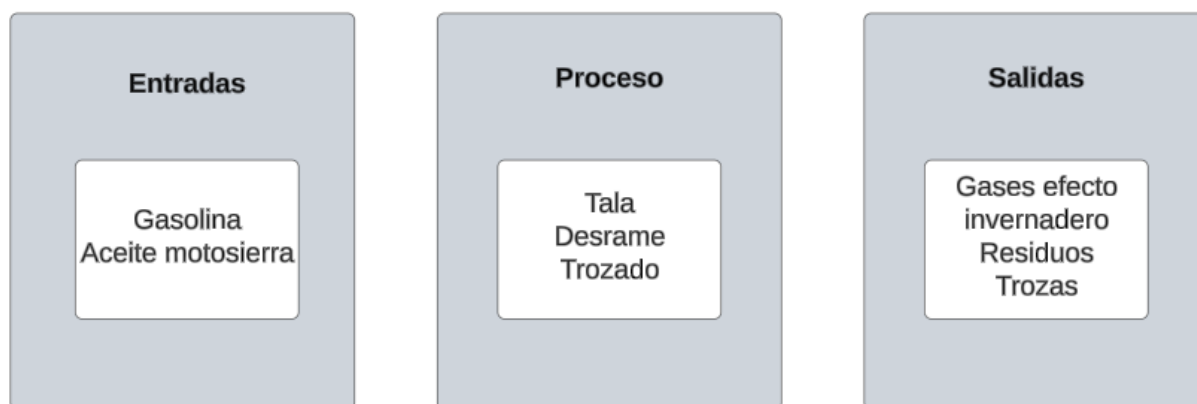 Entradas
Gasolina
Aceite motosierra
Proceso
Tala
Desrame
Trozado
Salidas
Gases efecto
invernadero
Residuos
Trozas